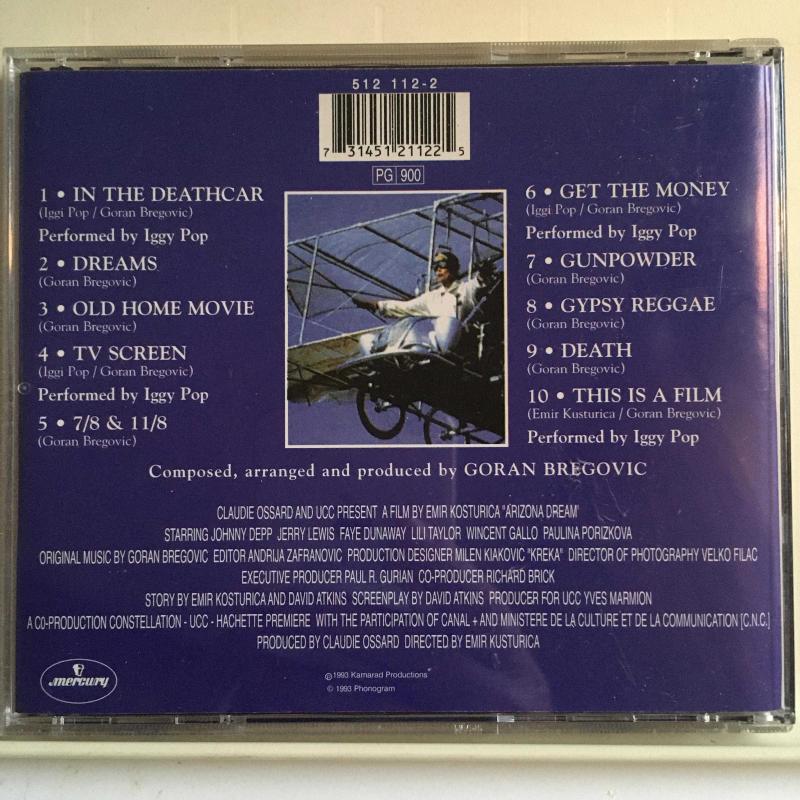 512 112-2
7 31451 21122 5
PG 900
1 • IN THE DEATHCAR
(Iggi Pop / Goran Bregovic)
Performed by Iggy Pop
2 • DREAMS
(Goran Bregovic)
3 • OLD HOME MOVIE
(Goran Bregovic)
4 • TV SCREEN
(Iggi Pop / Goran Bregovic)
Performed by Iggy Pop
5 • 7/8 & 11/8
(Goran Bregovic)
6 • GET THE MONEY
(Iggi Pop / Goran Bregovic)
Performed by Iggy Pop
7 • GUNPOWDER
(Goran Bregovic)
8 • GYPSY REGGAE
(Goran Bregovic)
9 • DEATH
(Goran Bregovic)
10 • THIS IS A FILM
(Emir Kusturica / Goran Bregovic)
Performed by Iggy Pop
Composed, arranged and produced by GORAN BREGOVIC
CLAUDIE OSSARD AND UCC PRESENT A FILM BY EMIR KOSTURICA "ARIZONA DREAM"
STARRING JOHNNY DEPP JERRY LEWIS FAYE DUNAWAY LILI TAYLOR WINCENT GALLO PAULINA PORIZKOVA
ORIGINAL MUSIC BY GORAN BREGOVIC EDITOR ANDRIJA ZAFRANOVIC PRODUCTION DESIGNER MILEN KIAKOVIC "KREKA" DIRECTOR OF PHOTOGRAPHY VELKO FILAC
EXECUTIVE PRODUCER PAUL R. GURIAN CO-PRODUCER RICHARD BRICK
STORY BY EMIR KOSTURICA AND DAVID ATKINS SCREENPLAY BY DAVID ATKINS PRODUCER FOR UCC YVES MARMION
A CO-PRODUCTION CONSTELLATION - UCC - HACHETTE PREMIERE WITH THE PARTICIPATION OF CANAL + AND MINISTERE DE LA CULTURE ET DE LA COMMUNICATION [C.N.C.]
PRODUCED BY CLAUDIE OSSARD DIRECTED BY EMIR KUSTURICA
mercury
℗ 1993 Kamarad Productions
© 1993 Phonogram